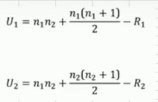 U₁ = n₁n₂ + n₁(n₁ + 1)/2 − R₁
U₂ = n₁n₂ + n₂(n₂ + 1)/2 − R₂